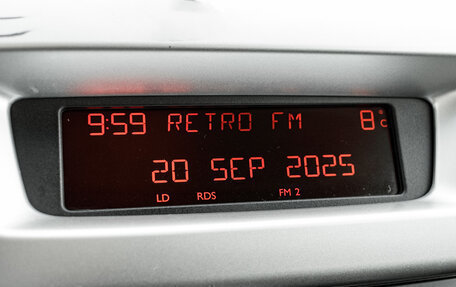 9:59 RETRO FM 8°C
20 SEP 2025
LD RDS FM 2